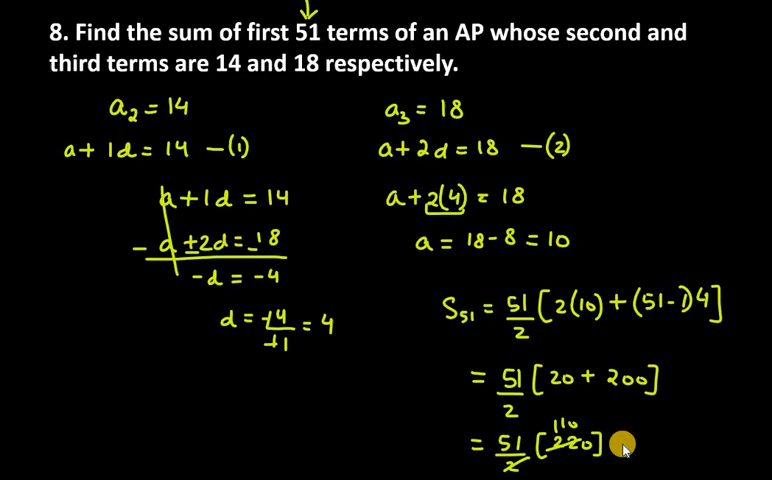 8. Find the sum of first 51 terms of an AP whose second and
third terms are 14 and 18 respectively.
a₂ = 14
a + 1d = 14 —(1)
a + 1d = 14
- a ± 2d = -18
-d = -4
d = -4/-1 = 4
a₃ = 18
a + 2d = 18 —(2)
a + 2(4) = 18
a = 18 - 8 = 10
S₅₁ = 51/2 [2(10) + (51-1)4]
= 51/2 [20 + 200]
110
= 51/2 [220]